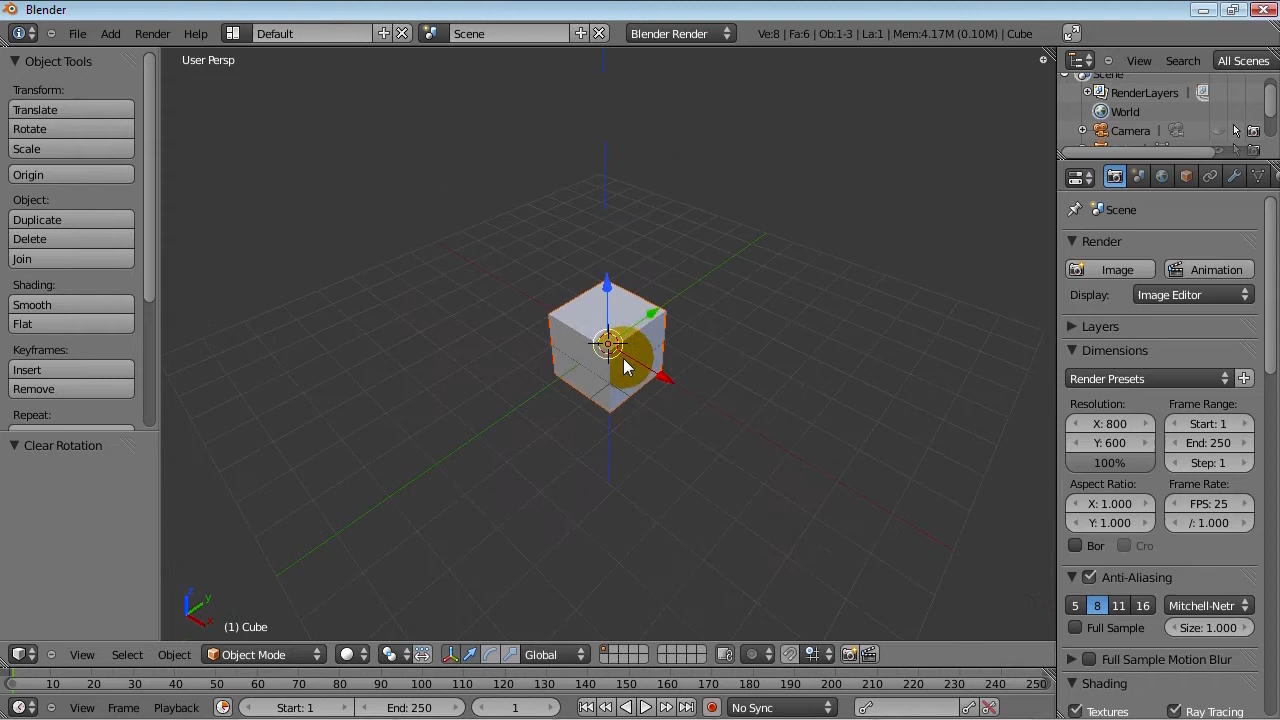 Blender
File Add Render Help Default Scene Blender Render Ve:8 | Fa:6 | Ob:1-3 | La:1 | Mem:4.17M (0.10M) | Cube
Object Tools
Transform:
Translate
Rotate
Scale
Origin
Object:
Duplicate
Delete
Join
Shading:
Smooth
Flat
Keyframes:
Insert
Remove
Repeat:
Clear Rotation
User Persp
z
y
x
(1) Cube
View Search All Scenes
Scene
RenderLayers
World
Camera
Scene
Render
Image Animation
Display: Image Editor
Layers
Dimensions
Render Presets
Resolution: Frame Range:
X: 800 Start: 1
Y: 600 End: 250
100% Step: 1
Aspect Ratio: Frame Rate:
X: 1.000 FPS: 25
Y: 1.000 /: 1.000
Bor Cro
Anti-Aliasing
5 8 11 16 Mitchell-Netr
Full Sample Size: 1.000
Full Sample Motion Blur
Shading
Textures Ray Tracing
View Select Object Object Mode Global
10 20 30 40 50 60 70 80 90 100 110 120 130 140 150 160 170 180 190 200 210 220 230 240 250
View Frame Playback Start: 1 End: 250 1 No Sync